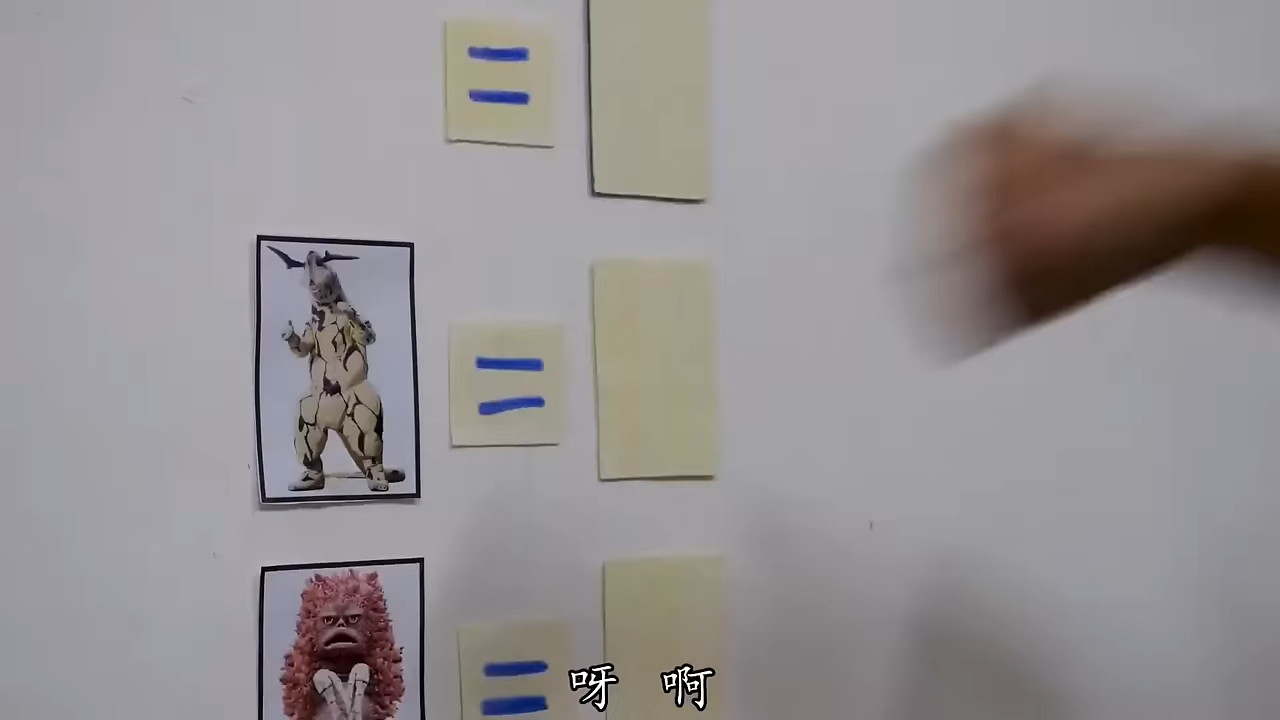 =
=
=
呀 啊